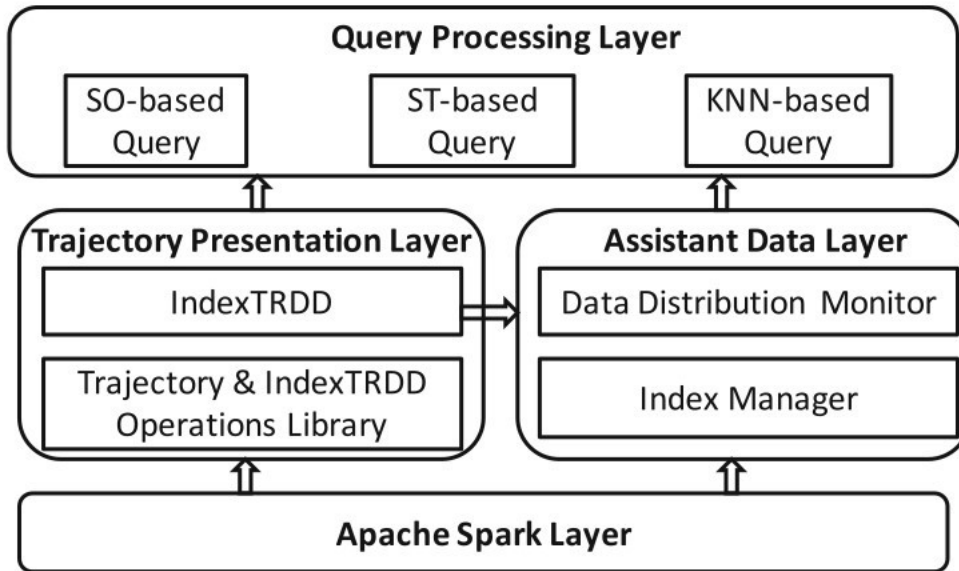 Query Processing Layer
SO-based
Query
ST-based
Query
KNN-based
Query
Trajectory Presentation Layer
IndexTRDD
Trajectory & IndexTRDD
Operations Library
Assistant Data Layer
Data Distribution Monitor
Index Manager
Apache Spark Layer